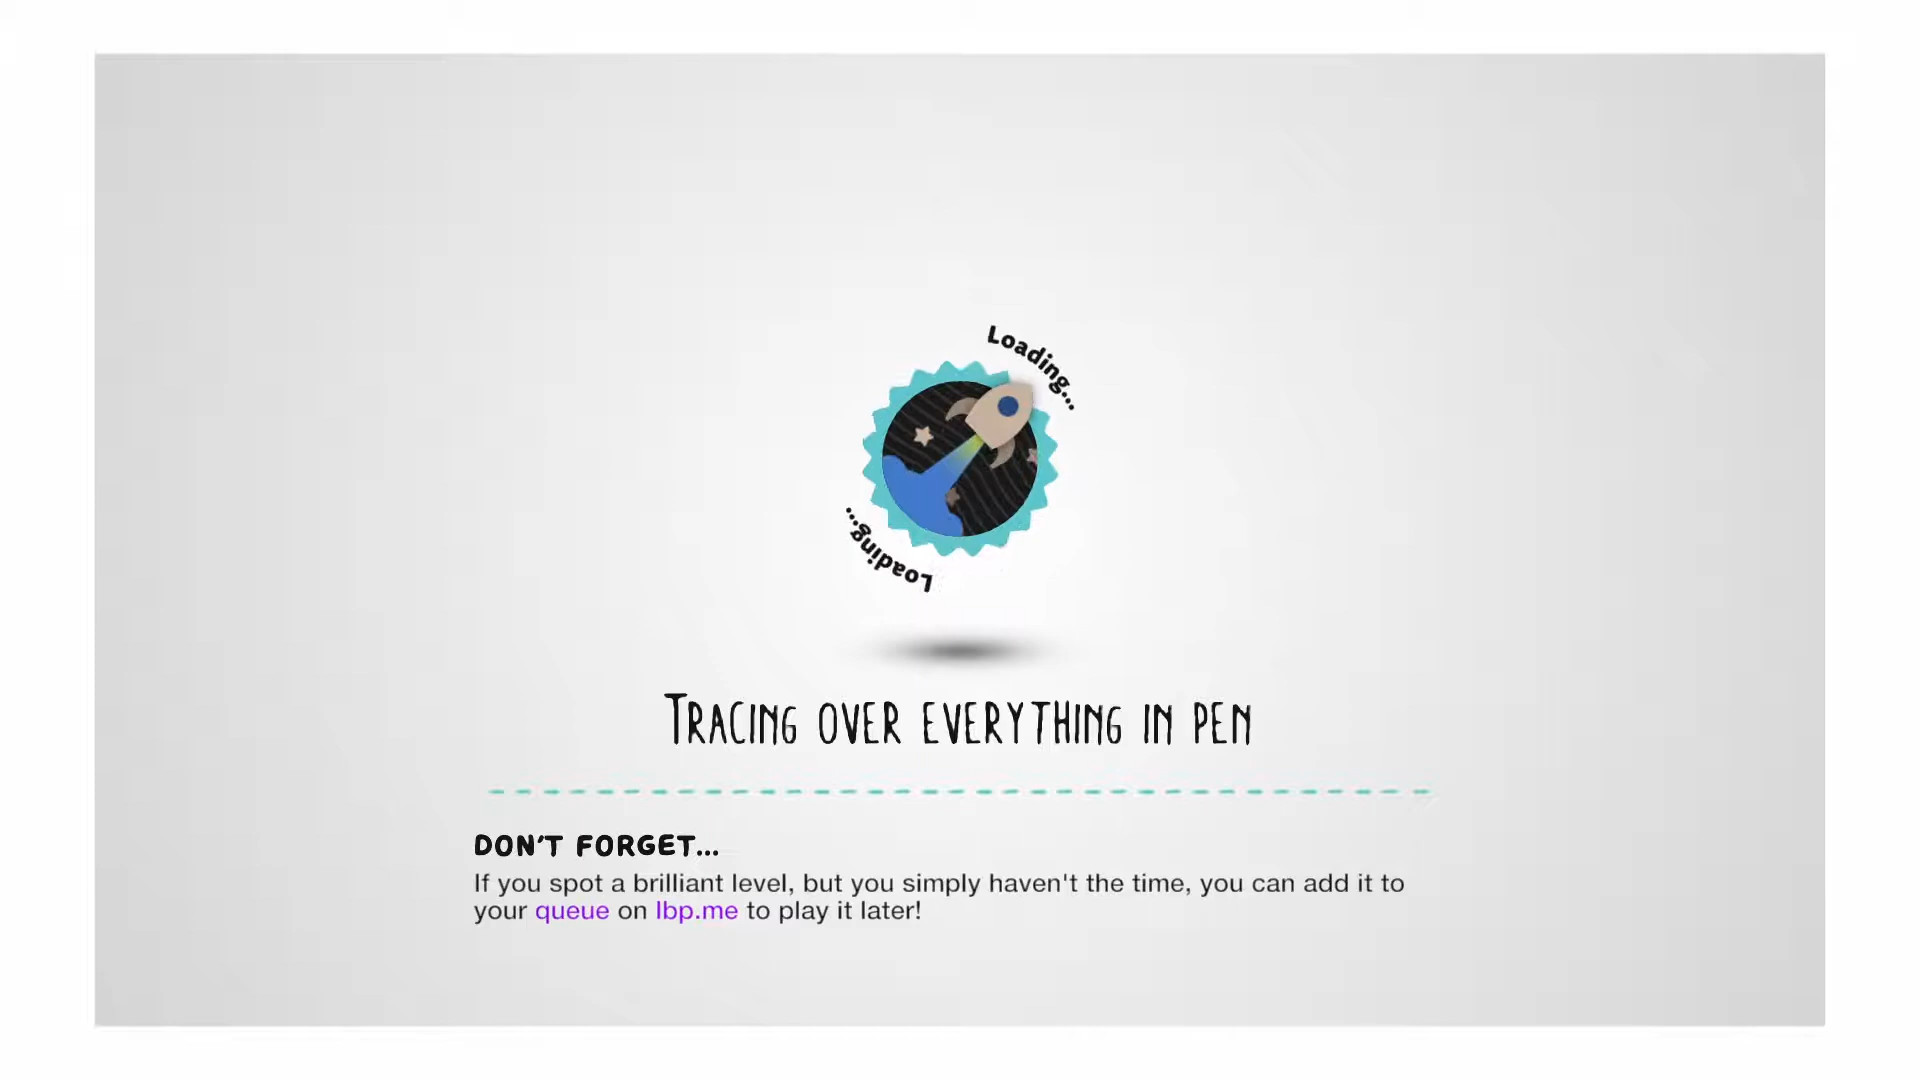 Loading...
Loading...
TRACING OVER EVERYTHING IN PEN
DON'T FORGET...
If you spot a brilliant level, but you simply haven't the time, you can add it to
your queue on lbp.me to play it later!